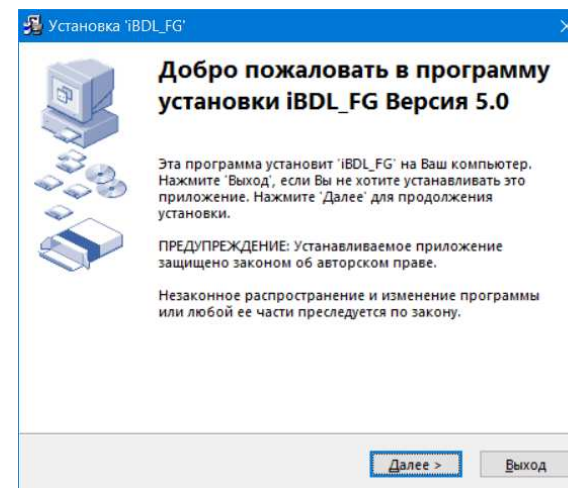 Установка 'iBDL_FG'
Добро пожаловать в программу
установки iBDL_FG Версия 5.0
Эта программа установит 'iBDL_FG' на Ваш компьютер.
Нажмите 'Выход', если Вы не хотите устанавливать это
приложение. Нажмите 'Далее' для продолжения
установки.
ПРЕДУПРЕЖДЕНИЕ: Устанавливаемое приложение
защищено законом об авторском праве.
Незаконное распространение и изменение программы
или любой ее части преследуется по закону.
Далее >
Выход